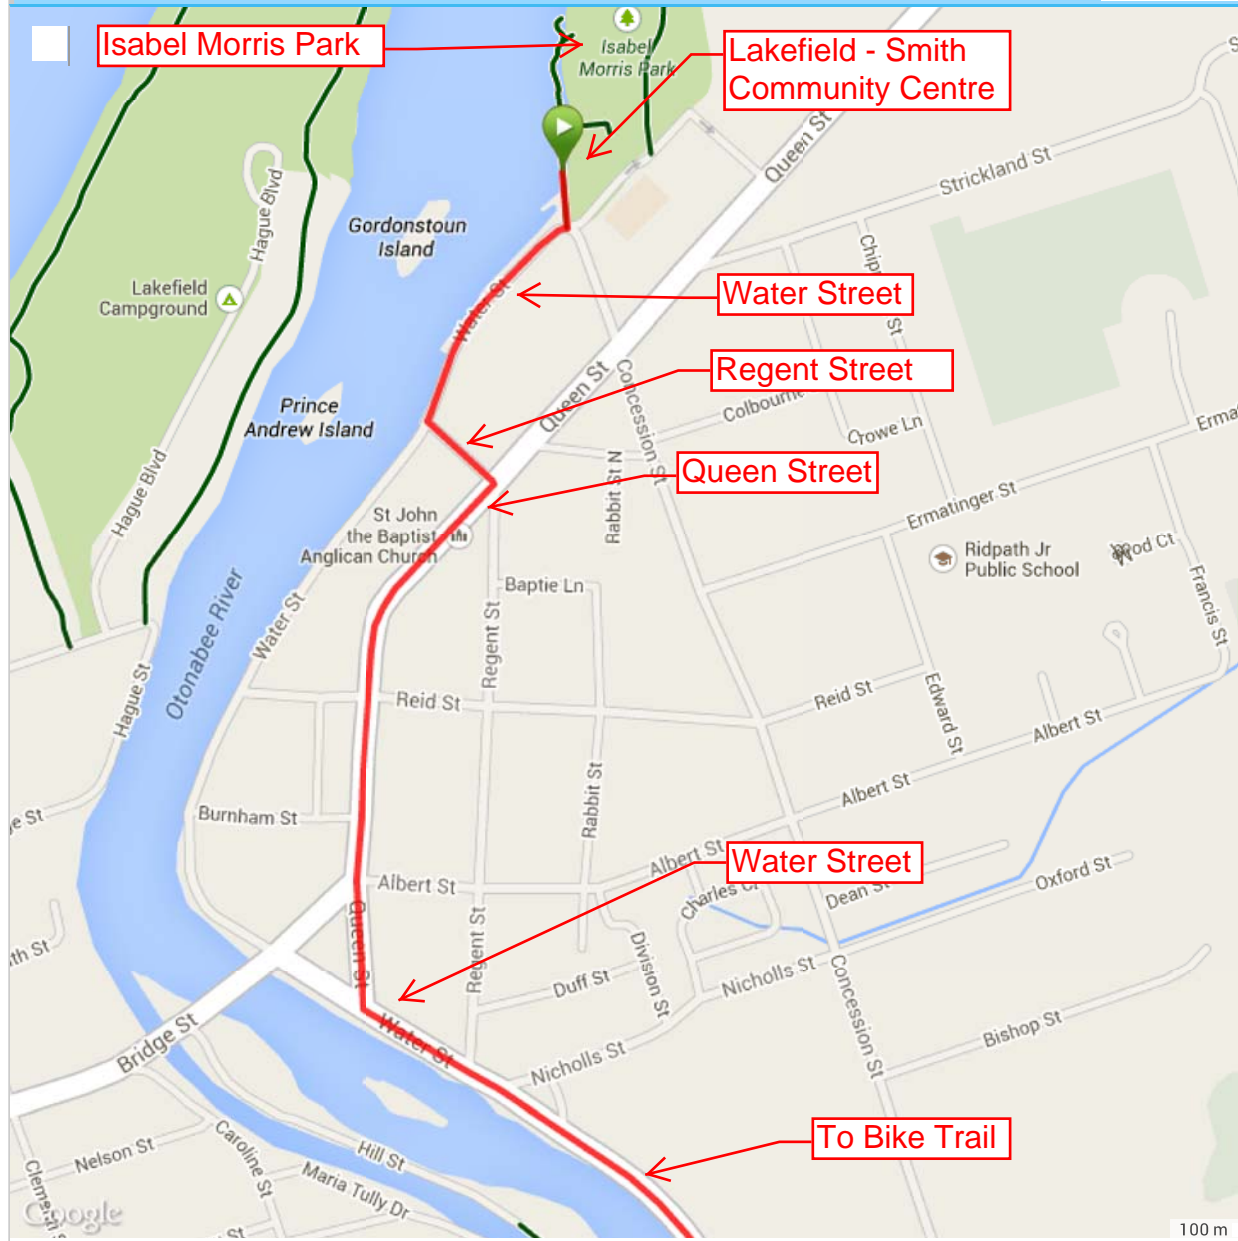 Isabel Morris Park
Isabel
Morris Park
Lakefield - Smith
Community Centre
Queen St
Strickland St
Hague Blvd
Gordonstoun
Island
Lakefield
Campground
Water Street
Water St
St
Regent Street
Queen St
Concession St
Colbourne
Crowe Ln
Prince
Andrew Island
Queen Street
Rabbit St N
Ermatinger St
Hague Blvd
St John
the Baptist
Anglican Church
Ridpath Jr
Public School
Francis St
Baptie Ln
Otonabee River
Water St
Regent St
Hague St
Reid St
Reid St
Edward St
Albert St
Rabbit St
Albert St
Burnham St
Water Street
Albert St
Albert St
Dean St
Oxford St
Queen St
Regent St
Division St
Duff St
Nicholls St
Concession St
Bishop St
Bridge St
Water St
Nicholls St
To Bike Trail
Nelson St
Caroline St
Hill St
Maria Tully Dr
Google
100 m